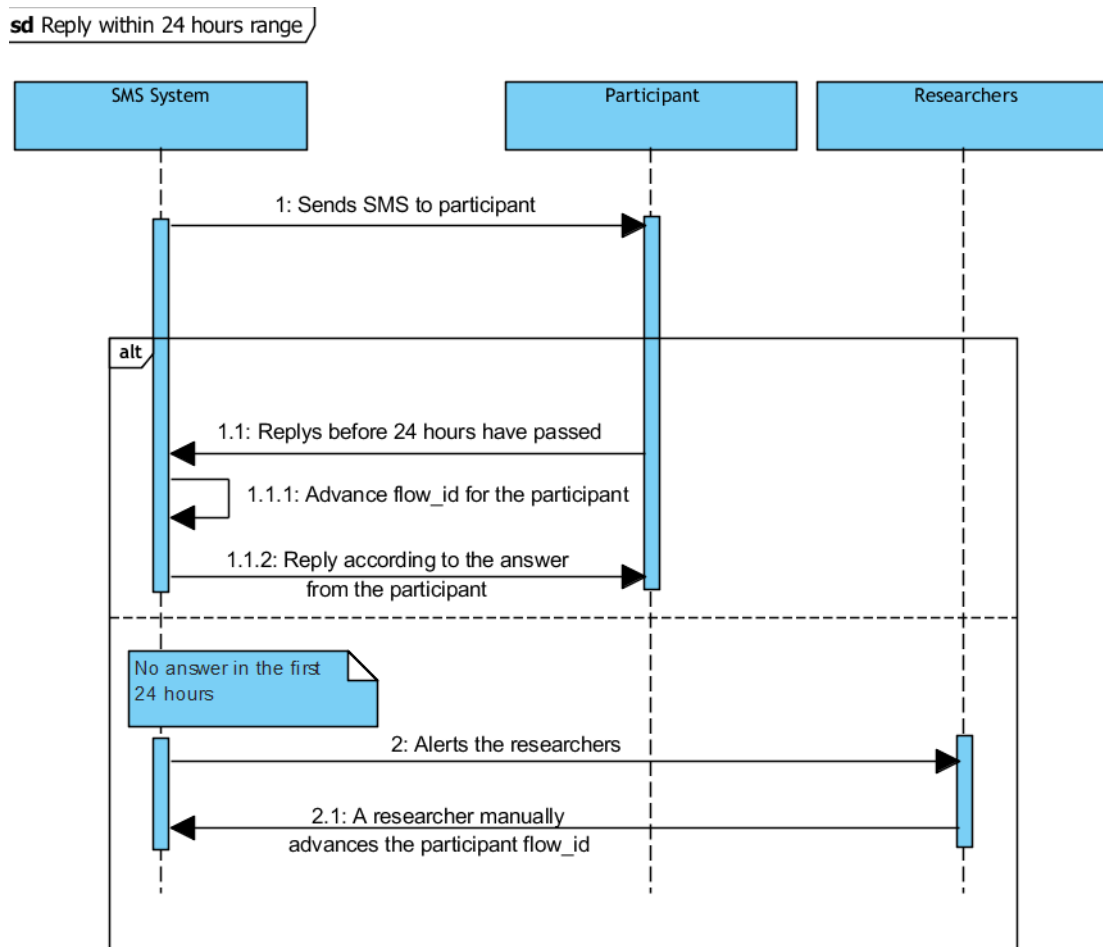 sd Reply within 24 hours range
SMS System
Participant
Researchers
1: Sends SMS to participant
alt
1.1: Replys before 24 hours have passed
1.1.1: Advance flow_id for the participant
1.1.2: Reply according to the answer
from the participant
No answer in the first
24 hours
2: Alerts the researchers
2.1: A researcher manually
advances the participant flow_id